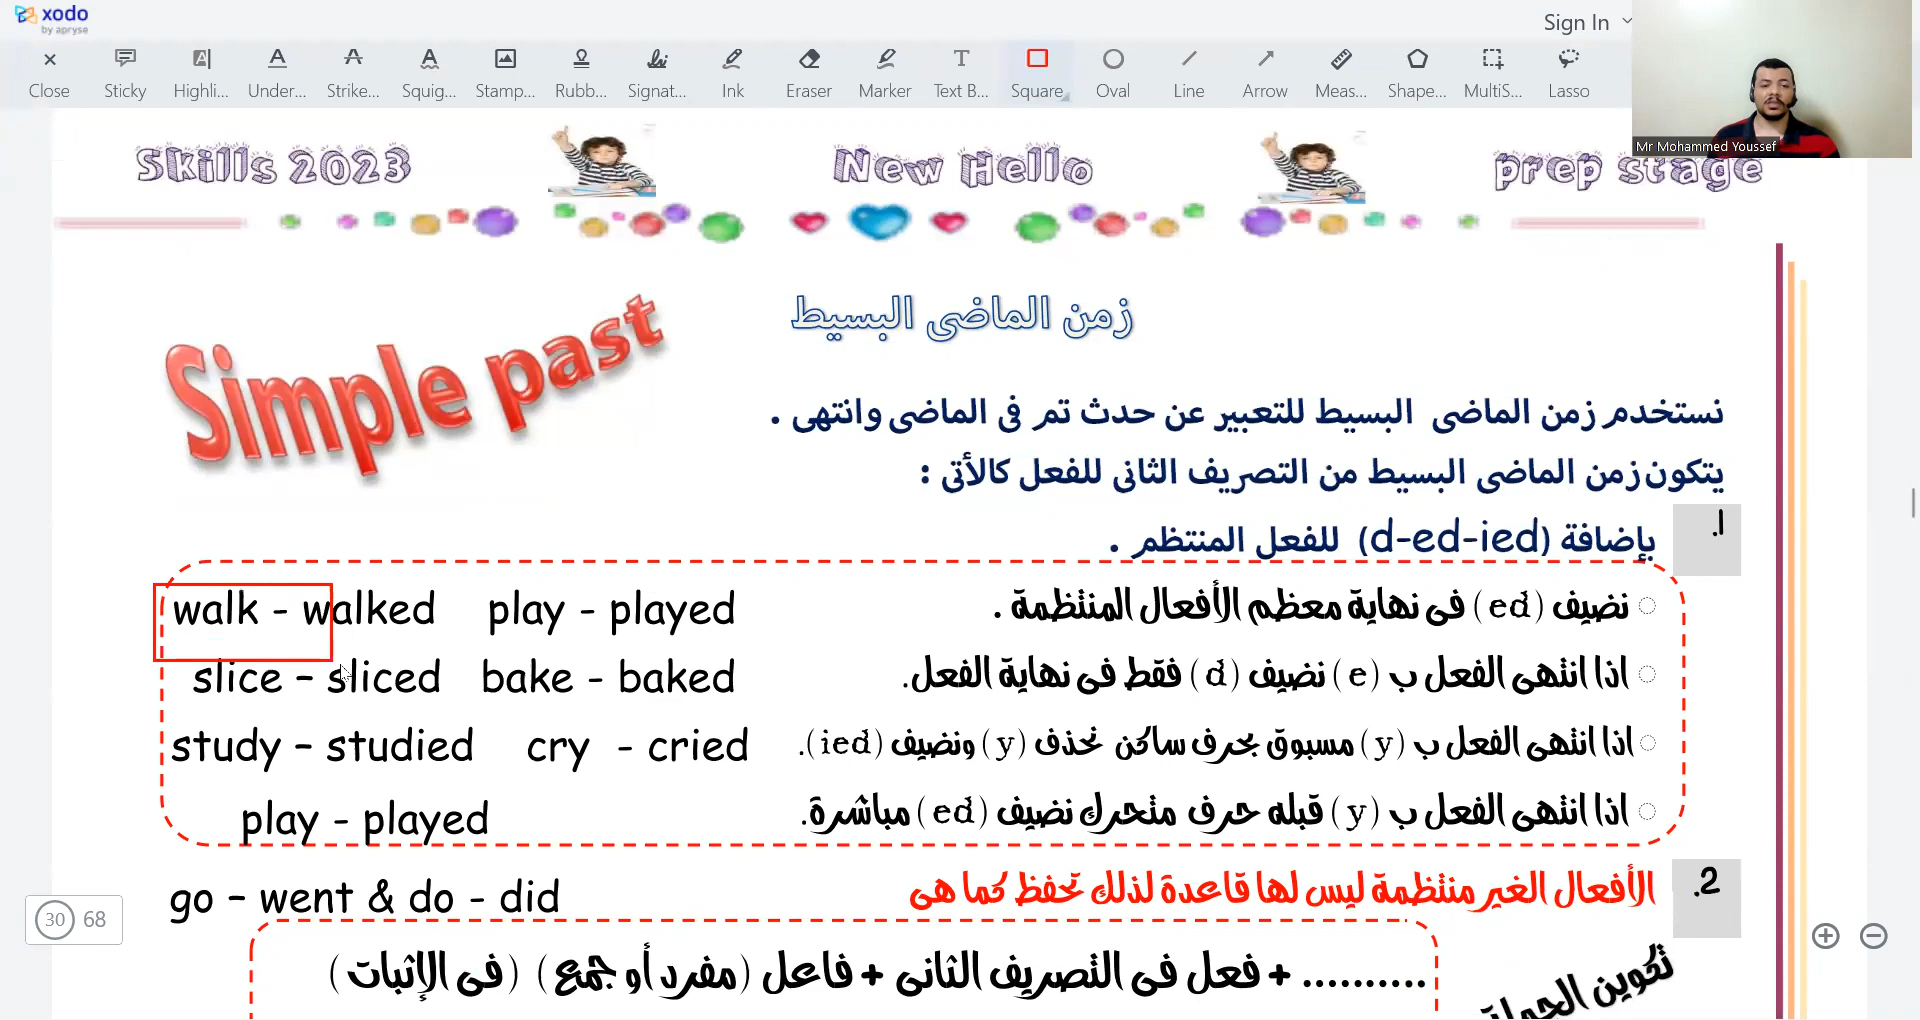 xodo
by apryse
Sign In
Close Sticky Highli... Under... Strike... Squig... Stamp... Rubb... Signat... Ink Eraser Marker Text B... Square Oval Line Arrow Meas... Shape... MultiS... Lasso
Mr Mohammed Youssef
Skills 2023 New Hello prep stage
زمن الماضى البسيط
Simple past
نستخدم زمن الماضى البسيط للتعبير عن حدث تم فى الماضى وانتهى .
يتكون زمن الماضى البسيط من التصريف الثانى للفعل كالأتى :
1. بإضافة (d-ed-ied) للفعل المنتظم .
نضيف (ed) فى نهاية معظم الأفعال المنتظمة .
walk - walked play - played
اذا انتهى الفعل ب (e) نضيف (d) فقط فى نهاية الفعل.
slice – sliced bake - baked
اذا انتهى الفعل ب (y) مسبوق بحرف ساكن نحذف (y) ونضيف (ied).
study – studied cry - cried
اذا انتهى الفعل ب (y) قبله حرف متحرك نضيف (ed) مباشرة.
play - played
2. الأفعال الغير منتظمة ليس لها قاعدة لذلك تحفظ كما هى
go – went & do - did
30 68
.......... + فعل فى التصريف الثانى + فاعل (مفرد أو جمع) (فى الإثبات)
تكوين الجملة